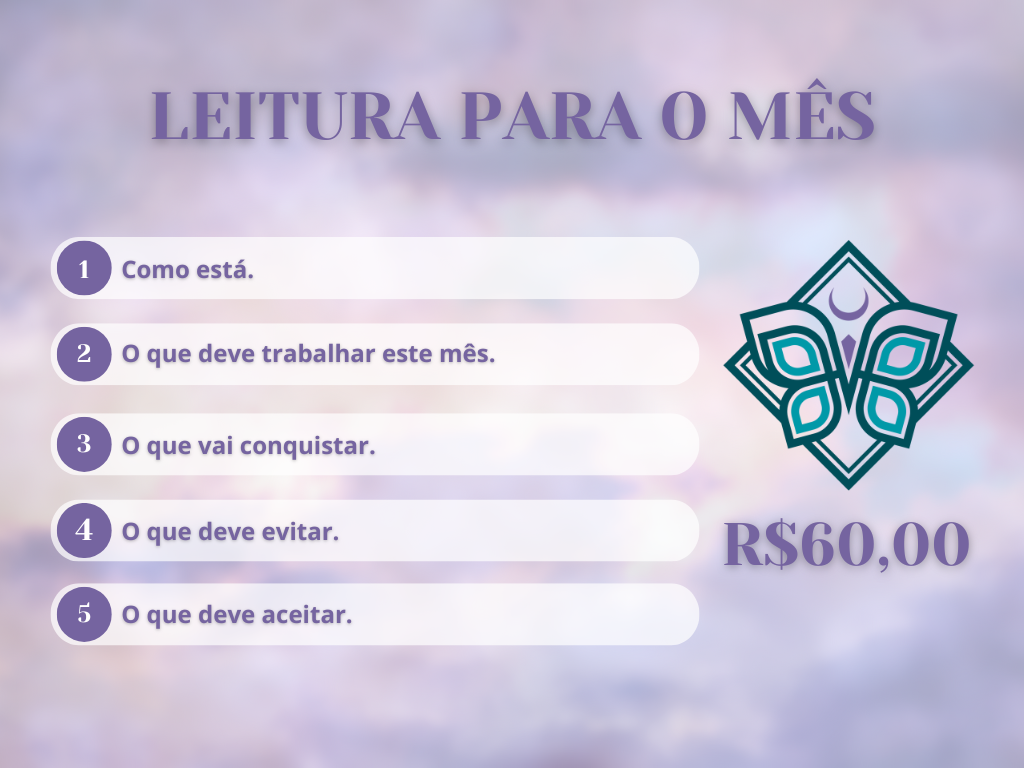 LEITURA PARA O MÊS
1 Como está.
2 O que deve trabalhar este mês.
3 O que vai conquistar.
4 O que deve evitar.
5 O que deve aceitar.
R$60,00